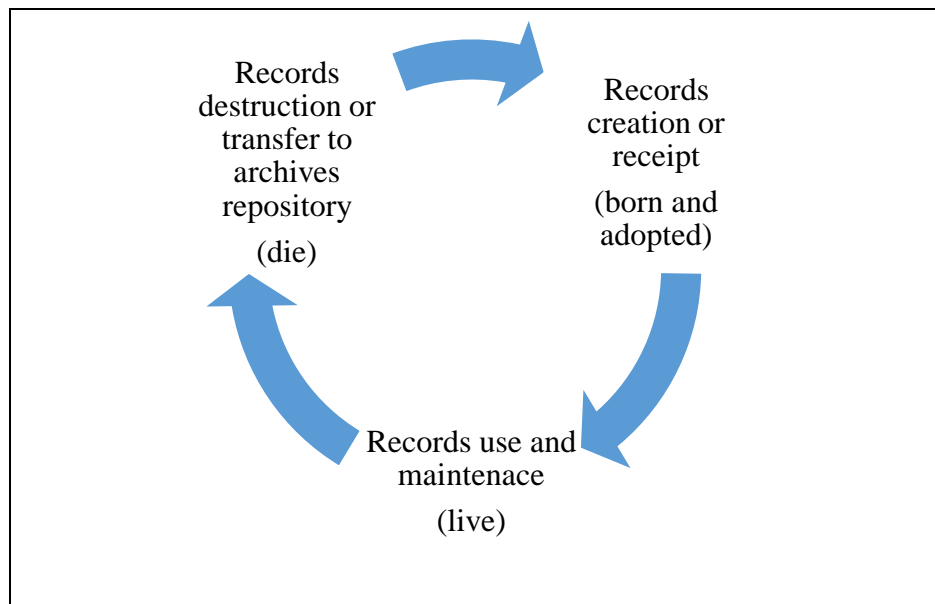 Records
destruction or
transfer to
archives
repository
(die)
Records
creation or
receipt
(born and
adopted)
Records use and
maintenace
(live)